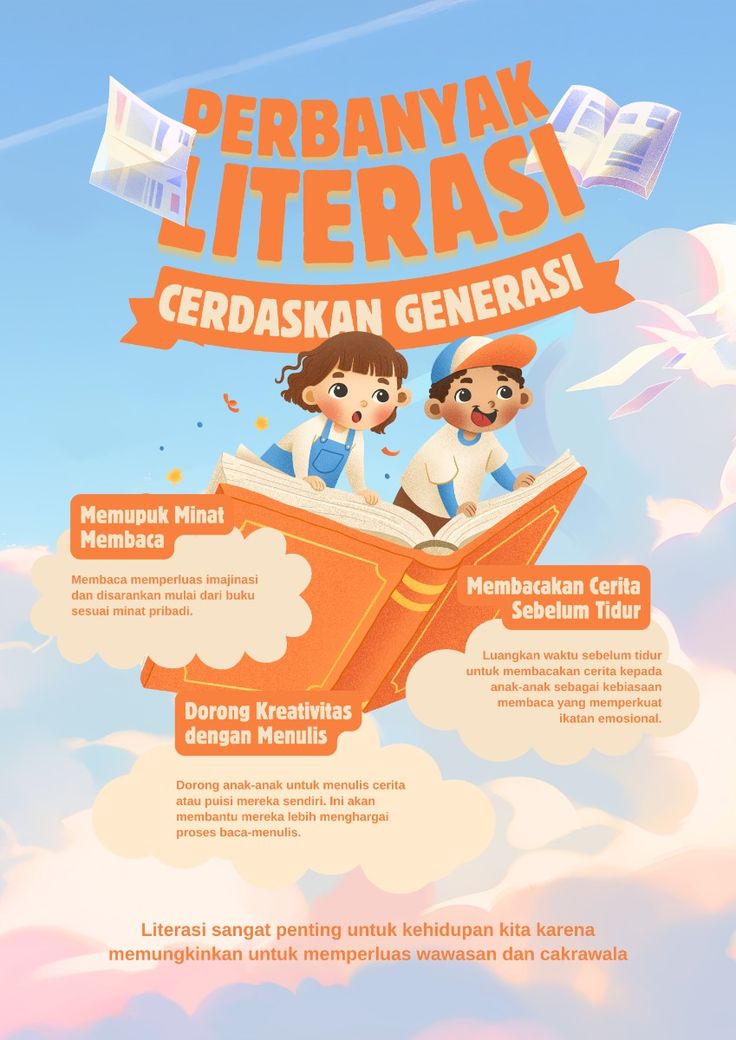 PERBANYAK
LITERASI
CERDASKAN GENERASI
Memupuk Minat
Membaca
Membaca memperluas imajinasi
dan disarankan mulai dari buku
sesuai minat pribadi.
Membacakan Cerita
Sebelum Tidur
Luangkan waktu sebelum tidur
untuk membacakan cerita kepada
anak-anak sebagai kebiasaan
membaca yang memperkuat
ikatan emosional.
Dorong Kreativitas
dengan Menulis
Dorong anak-anak untuk menulis cerita
atau puisi mereka sendiri. Ini akan
membantu mereka lebih menghargai
proses baca-menulis.
Literasi sangat penting untuk kehidupan kita karena
memungkinkan untuk memperluas wawasan dan cakrawala